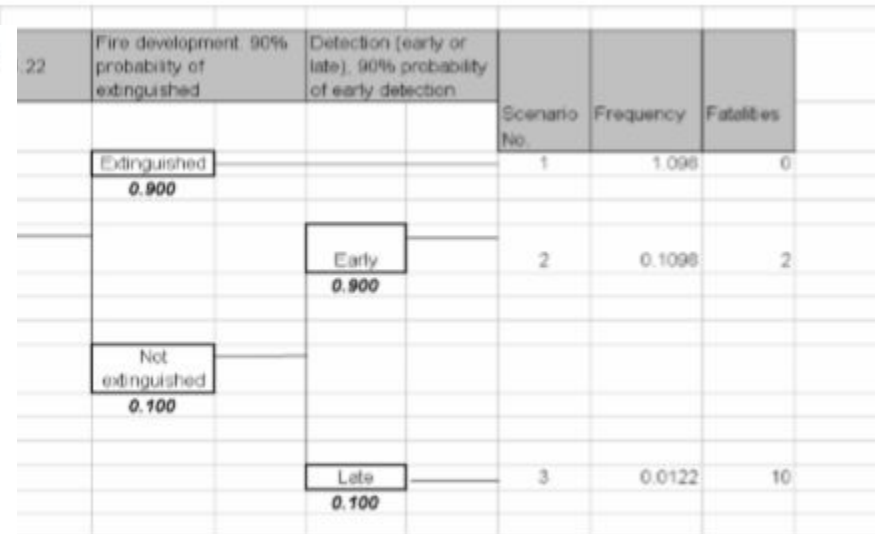 .22
Fire development. 90%
probability of
extinguished
Detection (early or
late), 90% probability
of early detection
Scenario
No.
Frequency
Fatalities
Extinguished
0.900
1
1.098
0
Early
0.900
2
0.1098
2
Not
extinguished
0.100
Late
0.100
3
0.0122
10